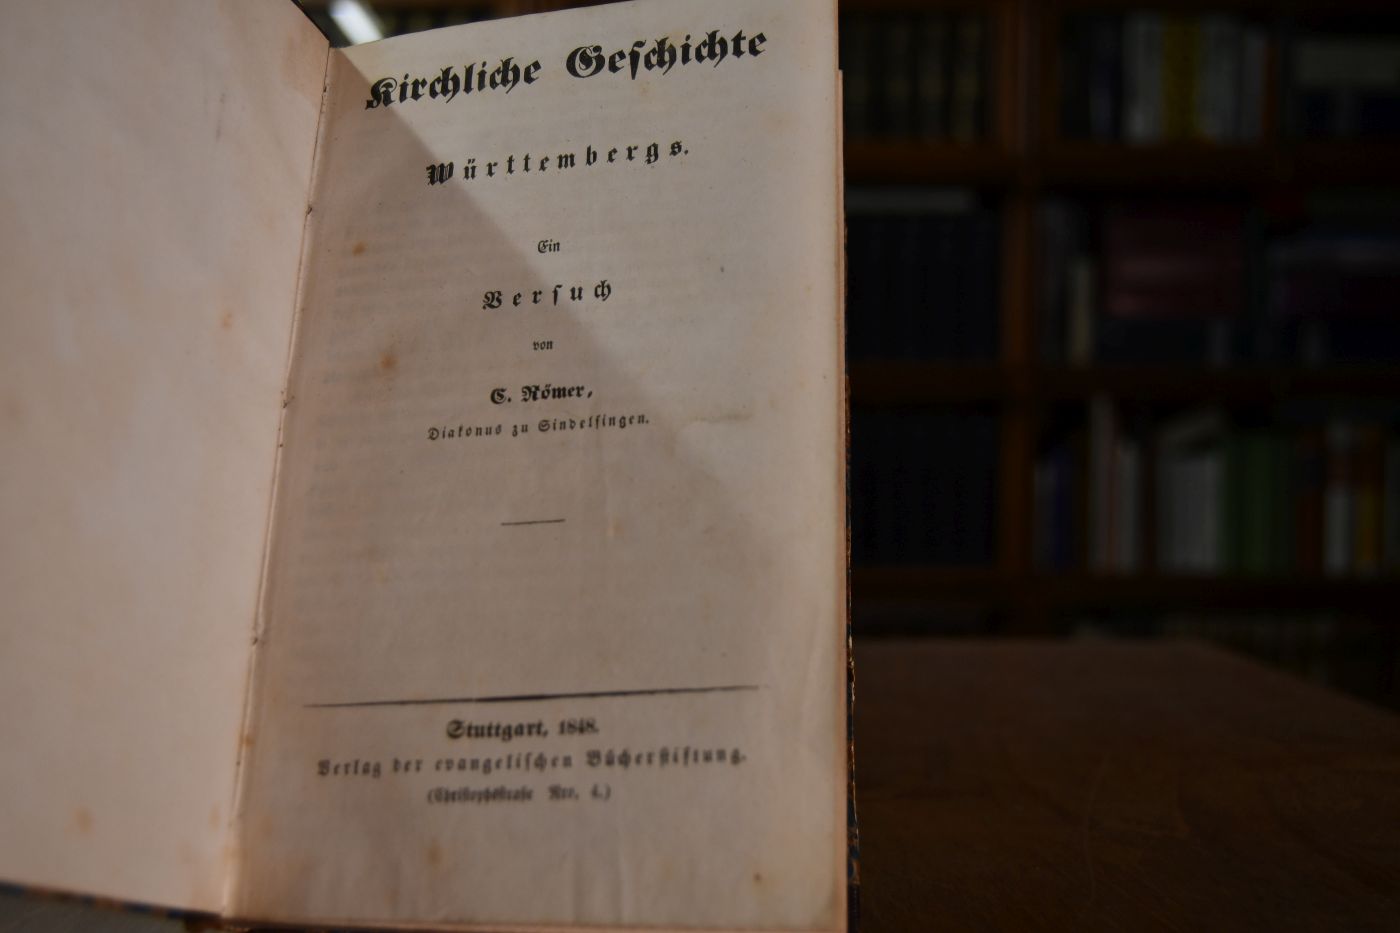 Kirchliche Geschichte
Württembergs.
Ein
Versuch
von
C. Römer,
Diakonus zu Sindelfingen.
Stuttgart, 1848.
Verlag der evangelischen Bücherstiftung.
(Christophsstraße Nro. 4.)